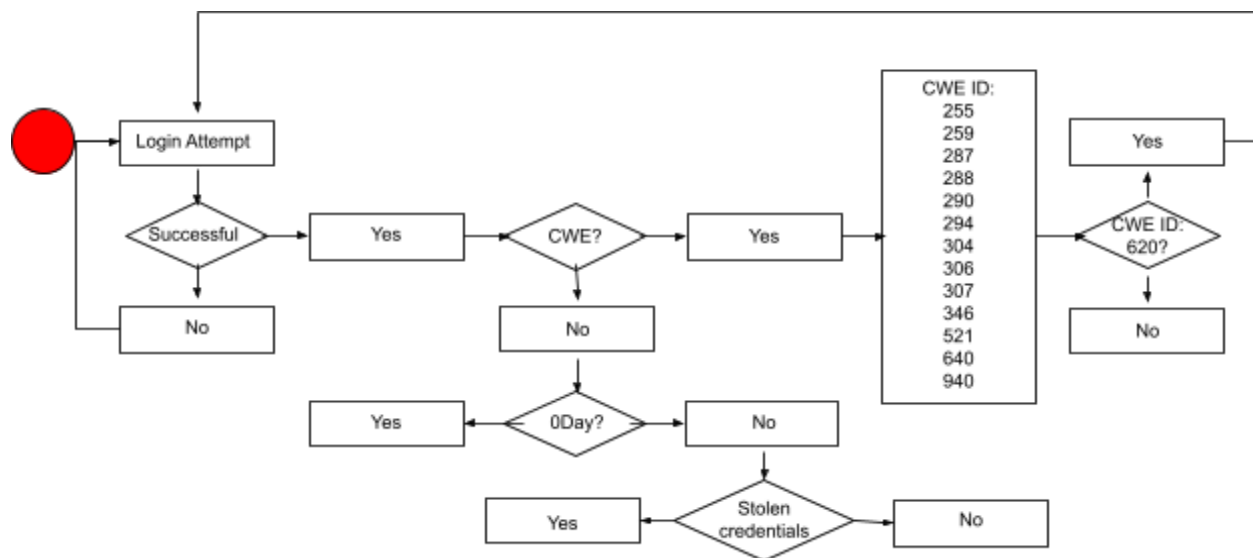 Login Attempt
Successful
Yes
CWE?
Yes
CWE ID:
255
259
287
288
290
294
304
306
307
346
521
640
940
Yes
CWE ID:
620?
No
No
No
Yes
0Day?
No
Yes
Stolen
credentials
No